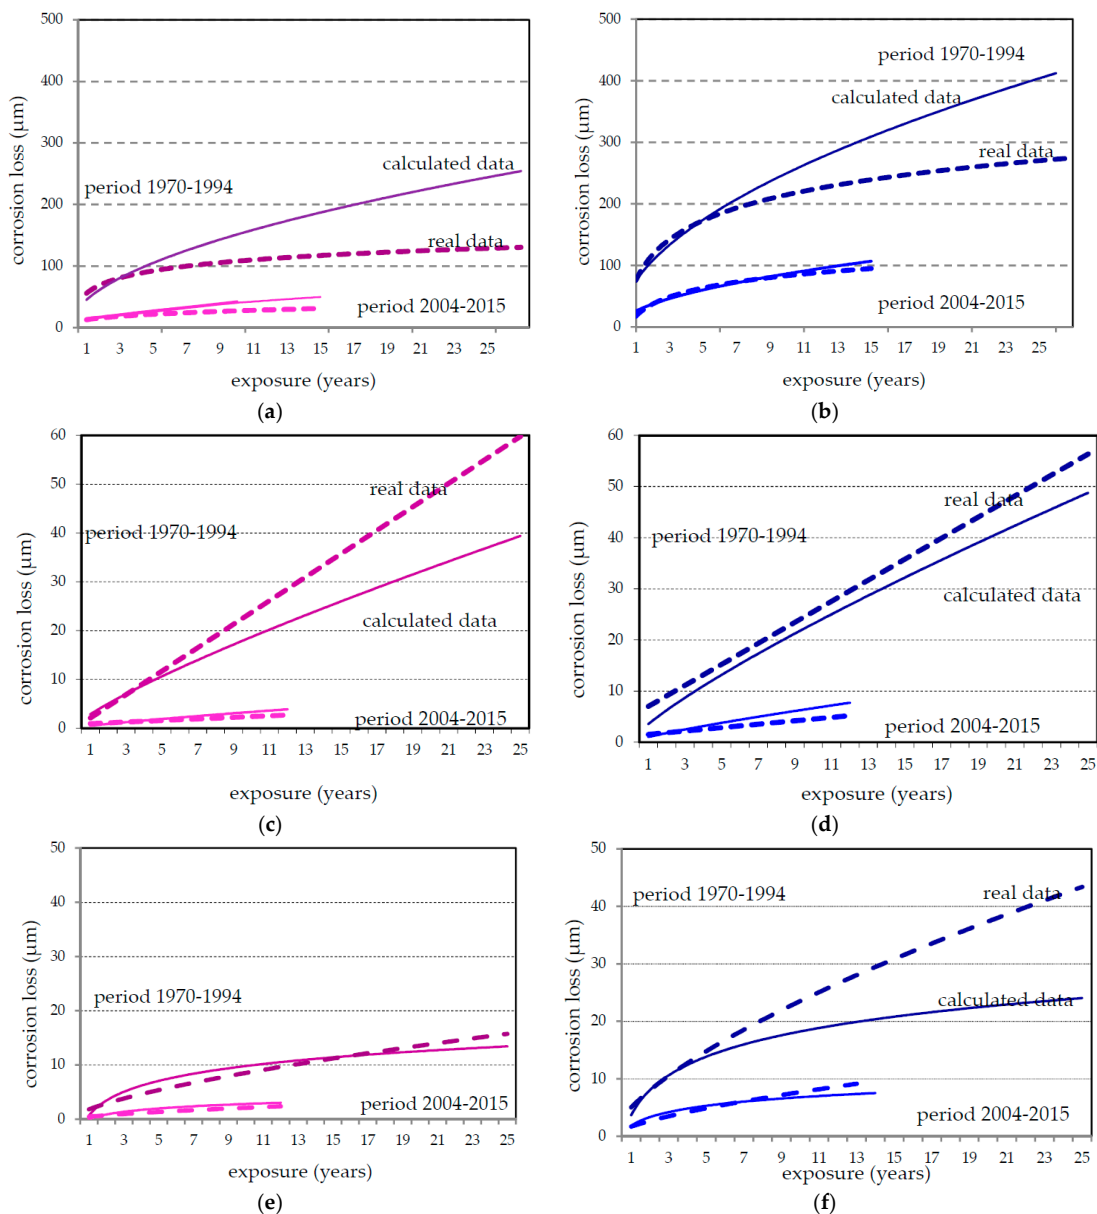 500
400
300
200
100
0
corrosion loss (µm)
calculated data
period 1970-1994
real data
period 2004-2015
1 3 5 7 9 11 13 15 17 19 21 23 25
exposure (years)
(a)
500
400
300
200
100
0
corrosion loss (µm)
period 1970-1994
calculated data
real data
period 2004-2015
1 3 5 7 9 11 13 15 17 19 21 23 25
exposure (years)
(b)
60
50
40
30
20
10
0
corrosion loss (µm)
real data
period 1970-1994
calculated data
period 2004-2015
1 3 5 7 9 11 13 15 17 19 21 23 25
exposure (years)
(c)
60
50
40
30
20
10
0
corrosion loss (µm)
real data
period 1970-1994
calculated data
period 2004-2015
1 3 5 7 9 11 13 15 17 19 21 23 25
exposure (years)
(d)
50
40
30
20
10
0
corrosion loss (µm)
period 1970-1994
period 2004-2015
1 3 5 7 9 11 13 15 17 19 21 23 25
exposure (years)
(e)
50
40
30
20
10
0
corrosion loss (µm)
period 1970-1994
real data
calculated data
period 2004-2015
1 3 5 7 9 11 13 15 17 19 21 23 25
exposure (years)
(f)